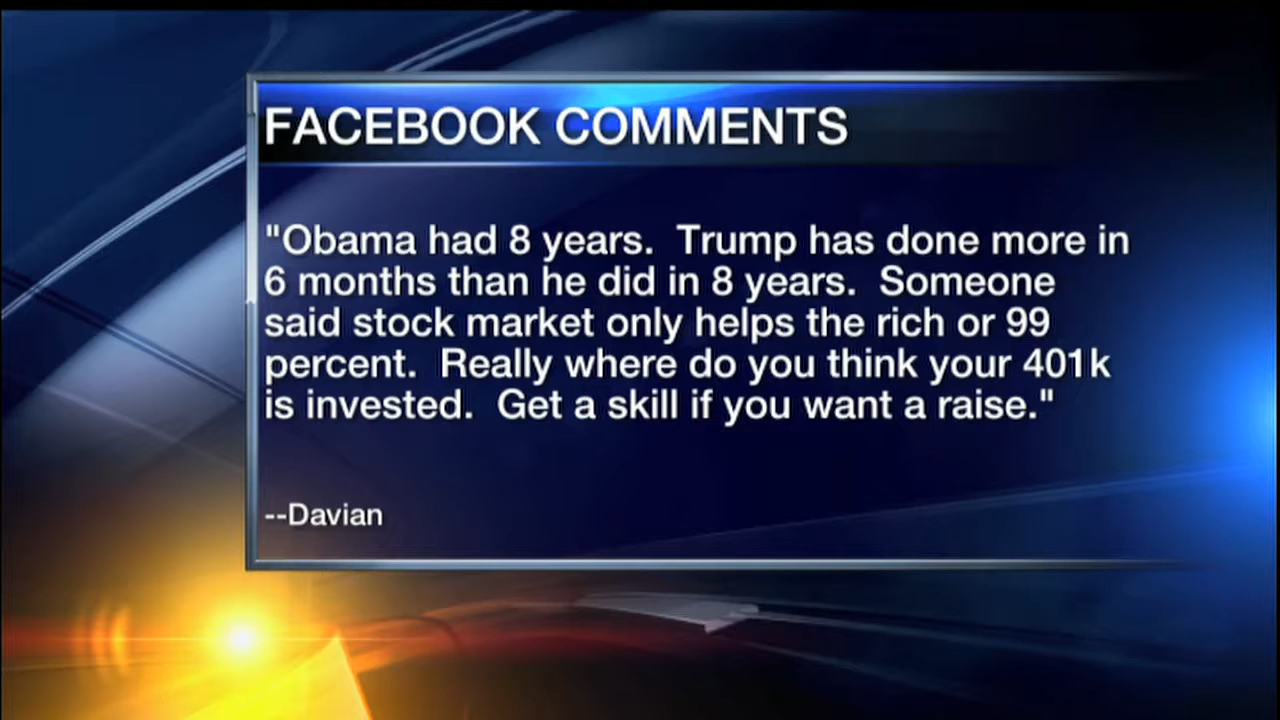 FACEBOOK COMMENTS
"Obama had 8 years.  Trump has done more in
6 months than he did in 8 years.  Someone
said stock market only helps the rich or 99
percent.  Really where do you think your 401k
is invested.  Get a skill if you want a raise."
--Davian